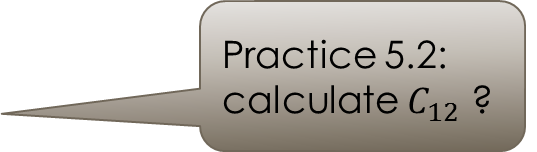 Practice 5.2:
calculate 𝐶₁₂ ?